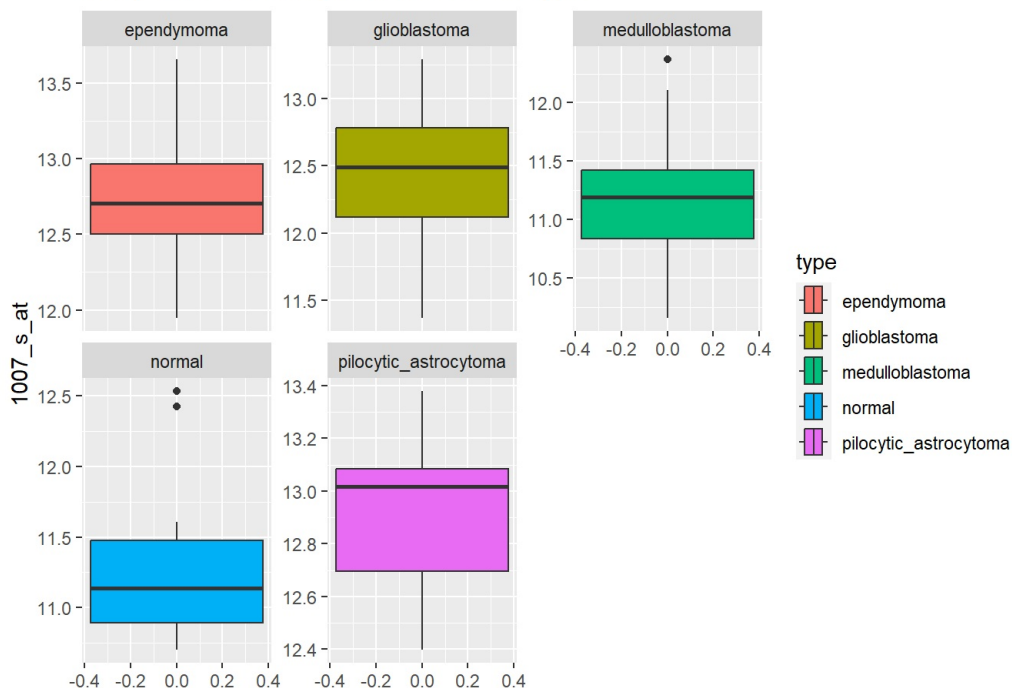 ependymoma
glioblastoma
medulloblastoma
13.5
13.0
12.5
12.0
13.0
12.5
12.0
11.5
12.0
11.5
11.0
10.5
-0.4 -0.2 0.0 0.2 0.4
1007_s_at
normal
pilocytic_astrocytoma
12.5
12.0
11.5
11.0
13.4
13.2
13.0
12.8
12.6
12.4
-0.4 -0.2 0.0 0.2 0.4
-0.4 -0.2 0.0 0.2 0.4
type
ependymoma
glioblastoma
medulloblastoma
normal
pilocytic_astrocytoma